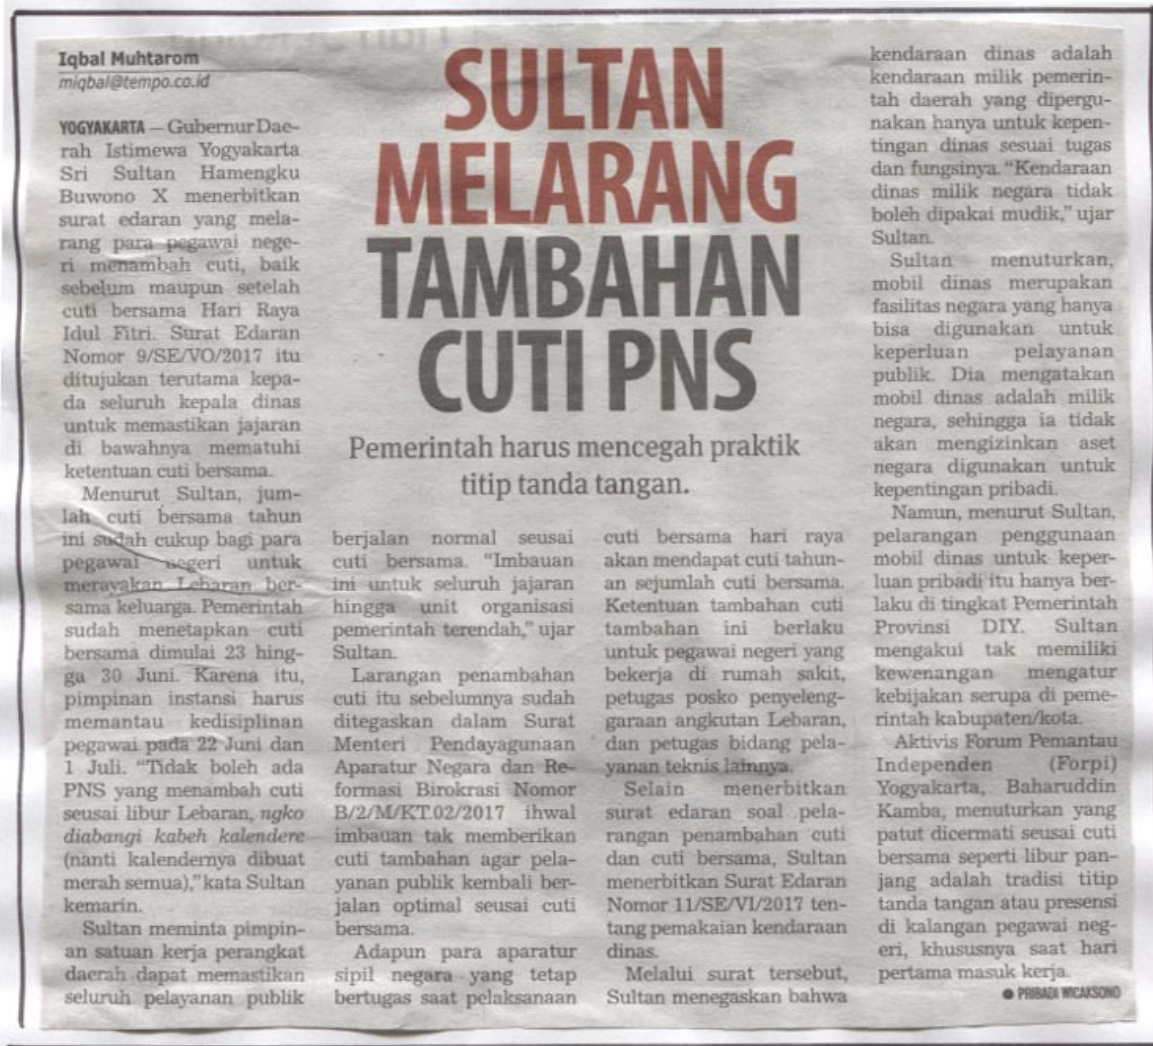 Iqbal Muhtarom
miqbal@tempo.co.id
SULTAN
MELARANG
TAMBAHAN
CUTI PNS
Pemerintah harus mencegah praktik
titip tanda tangan.
YOGYAKARTA — Gubernur Dae-
rah Istimewa Yogyakarta
Sri Sultan Hamengku
Buwono X menerbitkan
surat edaran yang mela-
rang para pegawai nege-
ri menambah cuti, baik
sebelum maupun setelah
cuti bersama Hari Raya
Idul Fitri. Surat Edaran
Nomor 9/SE/VO/2017 itu
ditujukan terutama kepa-
da seluruh kepala dinas
untuk memastikan jajaran
di bawahnya mematuhi
ketentuan cuti bersama.
Menurut Sultan, jum-
lah cuti bersama tahun
ini sudah cukup bagi para
pegawai negeri untuk
merayakan Lebaran ber-
sama keluarga. Pemerintah
sudah menetapkan cuti
bersama dimulai 23 hing-
ga 30 Juni. Karena itu,
pimpinan instansi harus
memantau kedisiplinan
pegawai pada 22 Juni dan
1 Juli. “Tidak boleh ada
PNS yang menambah cuti
seusai libur Lebaran, ngko
diabangi kabeh kalendere
(nanti kalendernya dibuat
merah semua),” kata Sultan
kemarin.
Sultan meminta pimpin-
an satuan kerja perangkat
daerah dapat memastikan
seluruh pelayanan publik
berjalan normal seusai
cuti bersama. “Imbauan
ini untuk seluruh jajaran
hingga unit organisasi
pemerintah terendah,” ujar
Sultan.
Larangan penambahan
cuti itu sebelumnya sudah
ditegaskan dalam Surat
Menteri Pendayagunaan
Aparatur Negara dan Re-
formasi Birokrasi Nomor
B/2/M/KT.02/2017 ihwal
imbauan tak memberikan
cuti tambahan agar pela-
yanan publik kembali ber-
jalan optimal seusai cuti
bersama.
Adapun para aparatur
sipil negara yang tetap
bertugas saat pelaksanaan
cuti bersama hari raya
akan mendapat cuti tahun-
an sejumlah cuti bersama.
Ketentuan tambahan cuti
tambahan ini berlaku
untuk pegawai negeri yang
bekerja di rumah sakit,
petugas posko penyeleng-
garaan angkutan Lebaran,
dan petugas bidang pela-
yanan teknis lainnya.
Selain menerbitkan
surat edaran soal pela-
rangan penambahan cuti
dan cuti bersama, Sultan
menerbitkan Surat Edaran
Nomor 11/SE/VI/2017 ten-
tang pemakaian kendaraan
dinas.
Melalui surat tersebut,
Sultan menegaskan bahwa
kendaraan dinas adalah
kendaraan milik pemerin-
tah daerah yang dipergu-
nakan hanya untuk kepen-
tingan dinas sesuai tugas
dan fungsinya. “Kendaraan
dinas milik negara tidak
boleh dipakai mudik,” ujar
Sultan.
Sultan menuturkan,
mobil dinas merupakan
fasilitas negara yang hanya
bisa digunakan untuk
keperluan pelayanan
publik. Dia mengatakan
mobil dinas adalah milik
negara, sehingga ia tidak
akan mengizinkan aset
negara digunakan untuk
kepentingan pribadi.
Namun, menurut Sultan,
pelarangan penggunaan
mobil dinas untuk keper-
luan pribadi itu hanya ber-
laku di tingkat Pemerintah
Provinsi DIY. Sultan
mengakui tak memiliki
kewenangan mengatur
kebijakan serupa di peme-
rintah kabupaten/kota.
Aktivis Forum Pemantau
Independen (Forpi)
Yogyakarta, Baharuddin
Kamba, menuturkan yang
patut dicermati seusai cuti
bersama seperti libur pan-
jang adalah tradisi titip
tanda tangan atau presensi
di kalangan pegawai neg-
eri, khususnya saat hari
pertama masuk kerja.
● PRIBADI WICAKSONO